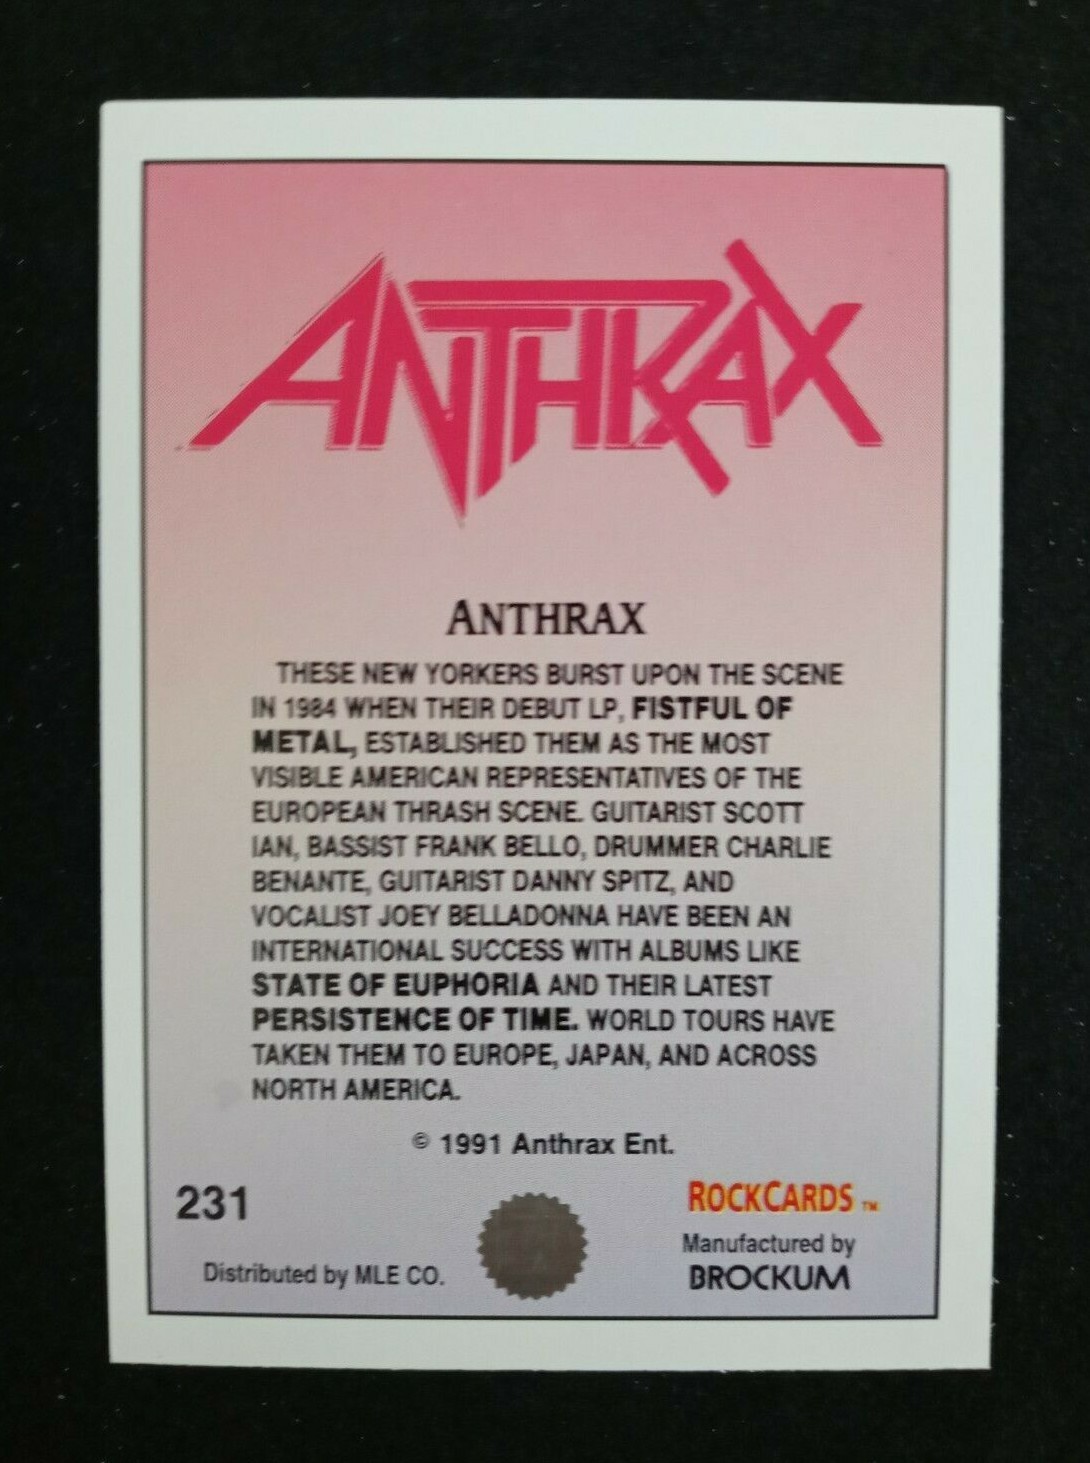 ANTHRAX
ANTHRAX
THESE NEW YORKERS BURST UPON THE SCENE
IN 1984 WHEN THEIR DEBUT LP, FISTFUL OF
METAL, ESTABLISHED THEM AS THE MOST
VISIBLE AMERICAN REPRESENTATIVES OF THE
EUROPEAN THRASH SCENE. GUITARIST SCOTT
IAN, BASSIST FRANK BELLO, DRUMMER CHARLIE
BENANTE, GUITARIST DANNY SPITZ, AND
VOCALIST JOEY BELLADONNA HAVE BEEN AN
INTERNATIONAL SUCCESS WITH ALBUMS LIKE
STATE OF EUPHORIA AND THEIR LATEST
PERSISTENCE OF TIME. WORLD TOURS HAVE
TAKEN THEM TO EUROPE, JAPAN, AND ACROSS
NORTH AMERICA.
© 1991 Anthrax Ent.
231
ROCKCARDS ™
Manufactured by
Distributed by MLE CO.
BROCKUM